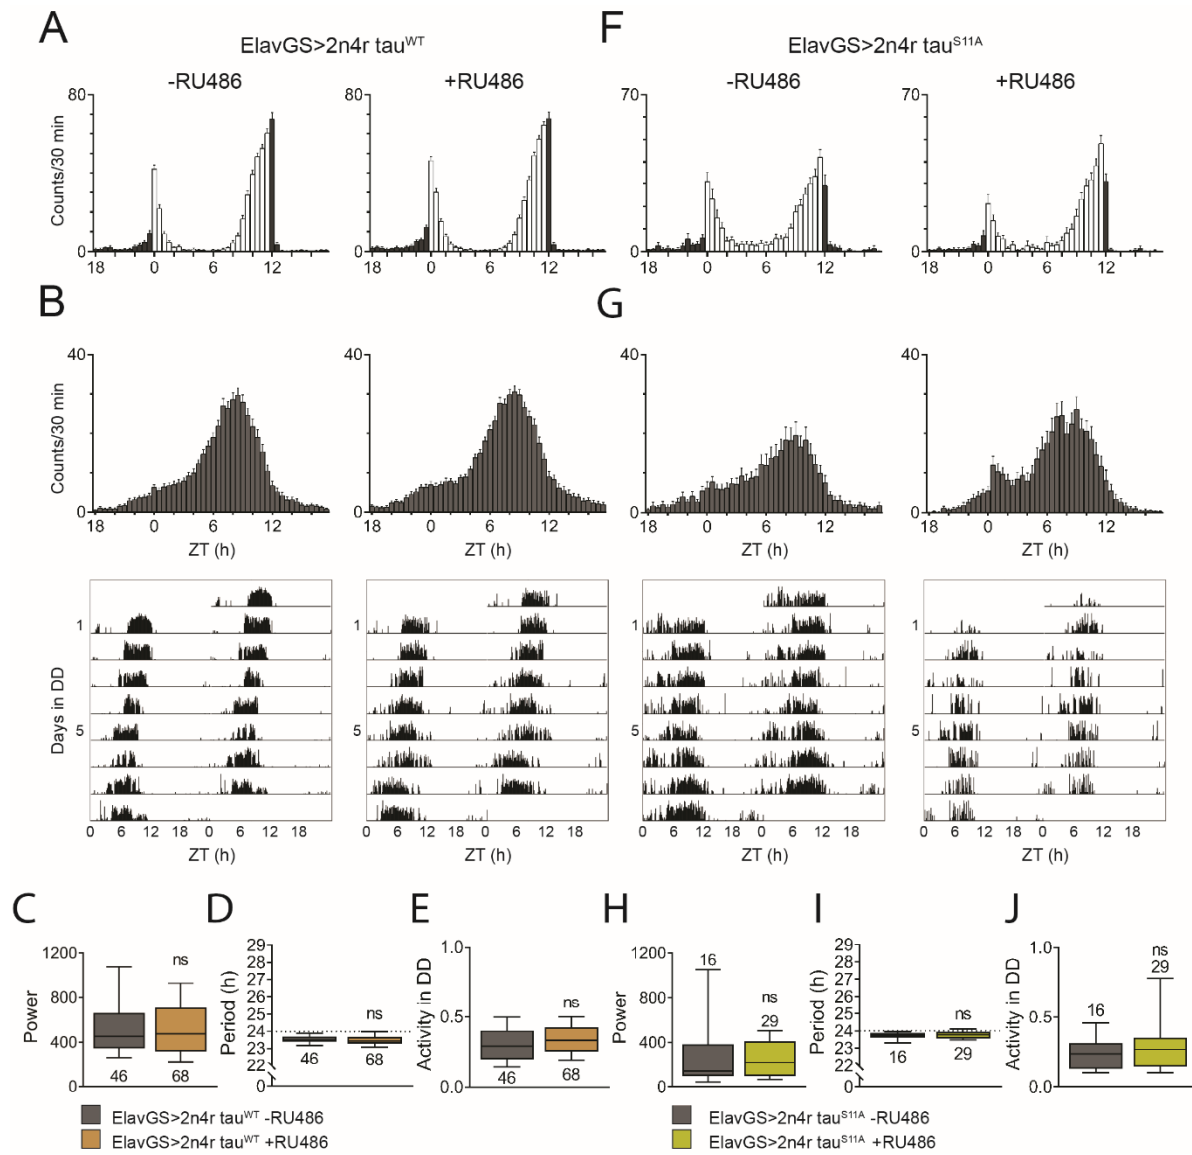 A
F
ElavGS>2n4r tau^WT
ElavGS>2n4r tau^S11A
-RU486
+RU486
-RU486
+RU486
80
80
70
70
Counts/30 min
0
0
0
0
18 0 6 12
18 0 6 12
18 0 6 12
18 0 6 12
B
G
40
40
40
40
Counts/30 min
0
0
0
0
18 0 6 12
18 0 6 12
18 0 6 12
18 0 6 12
ZT (h)
ZT (h)
ZT (h)
ZT (h)
Days in DD
1
1
1
1
5
5
5
5
0 6 12 18 0 6 12 18
0 6 12 18 0 6 12 18
0 6 12 18 0 6 12 18
0 6 12 18 0 6 12 18
ZT (h)
ZT (h)
ZT (h)
ZT (h)
C
Power
1200
800
400
0
ns
46
68
D
Period (h)
29
28
27
26
25
24
23
22
0
ns
46
68
E
Activity in DD
1.0
0.5
0.0
ns
46
68
H
Power
1200
800
400
0
16
ns
29
I
Period (h)
29
28
27
26
25
24
23
22
0
ns
16
29
J
Activity in DD
1.0
0.5
0.0
16
ns
29
ElavGS>2n4r tau^WT -RU486
ElavGS>2n4r tau^WT +RU486
ElavGS>2n4r tau^S11A -RU486
ElavGS>2n4r tau^S11A +RU486